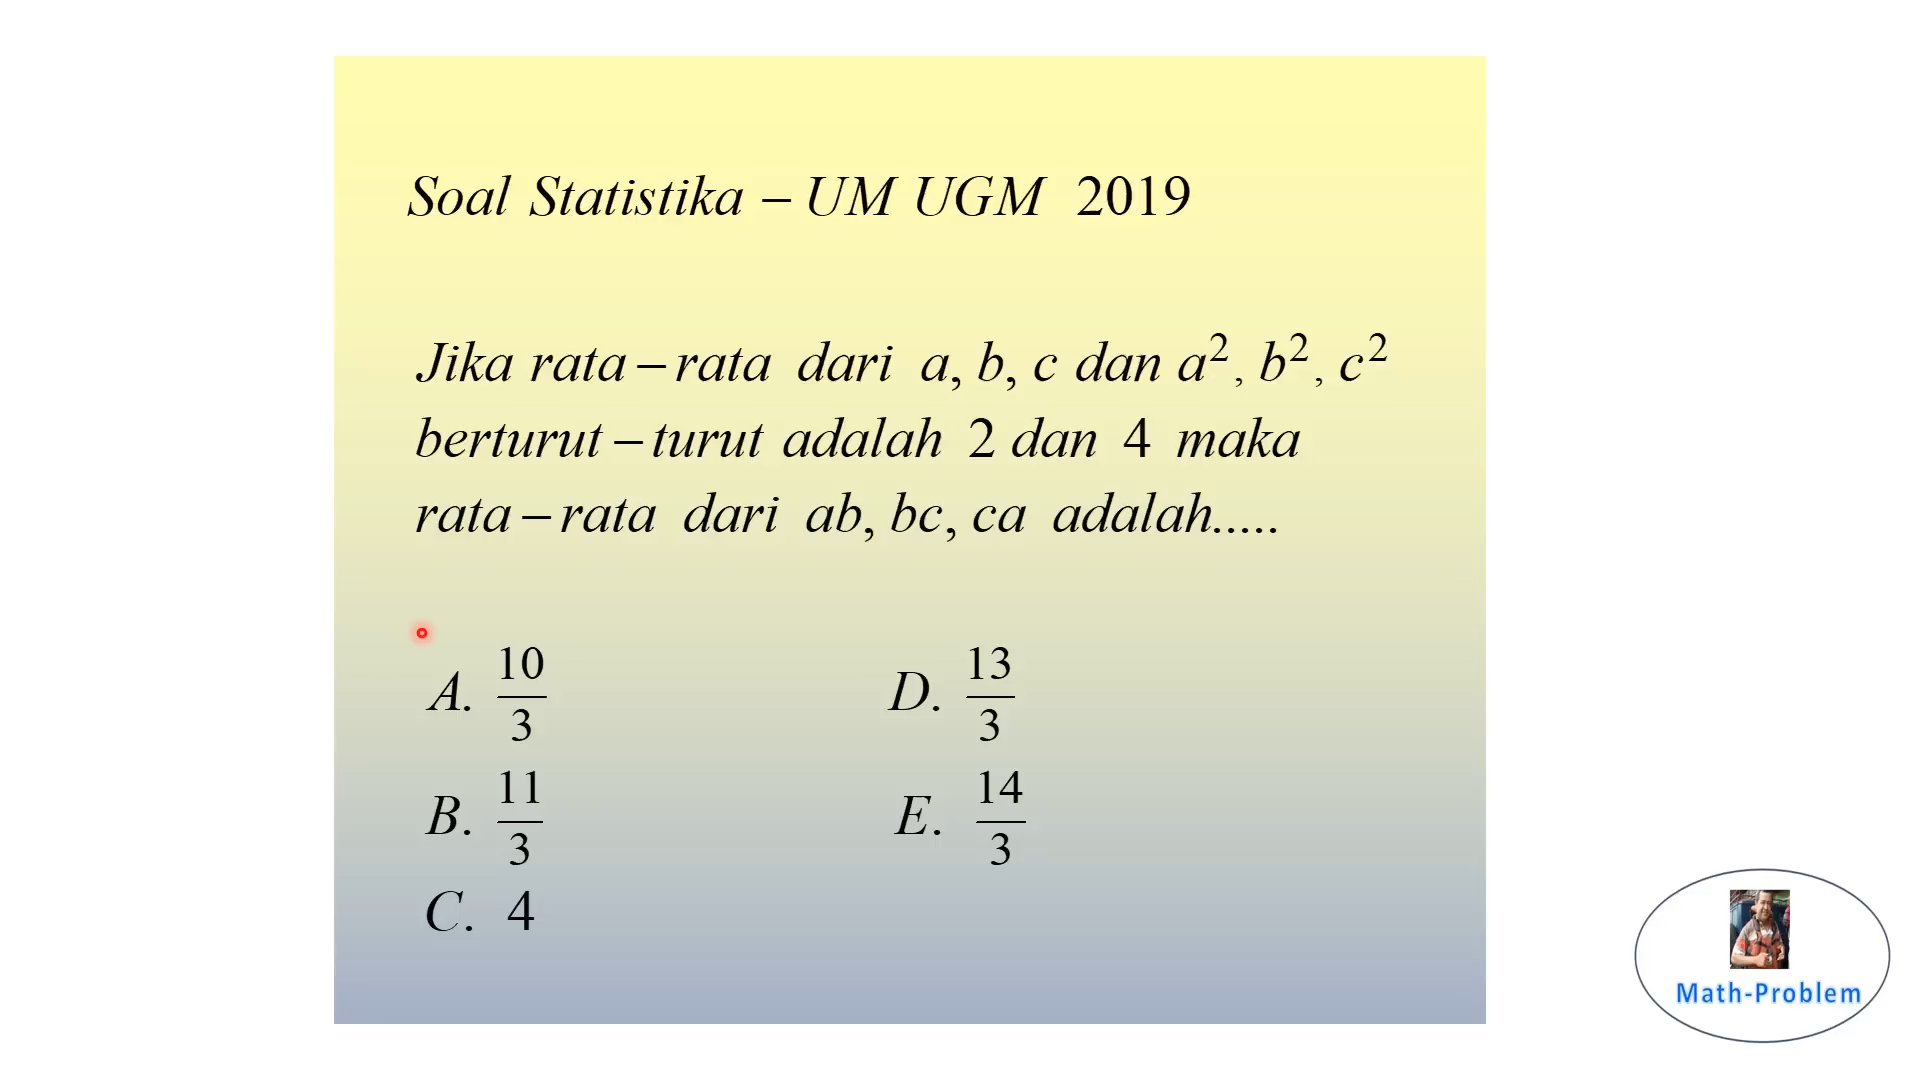 Soal Statistika – UM UGM 2019
Jika rata – rata dari a, b, c dan a², b², c²
berturut – turut adalah 2 dan 4 maka
rata – rata dari ab, bc, ca adalah.....
A. 10/3
B. 11/3
C. 4
D. 13/3
E. 14/3
Math-Problem